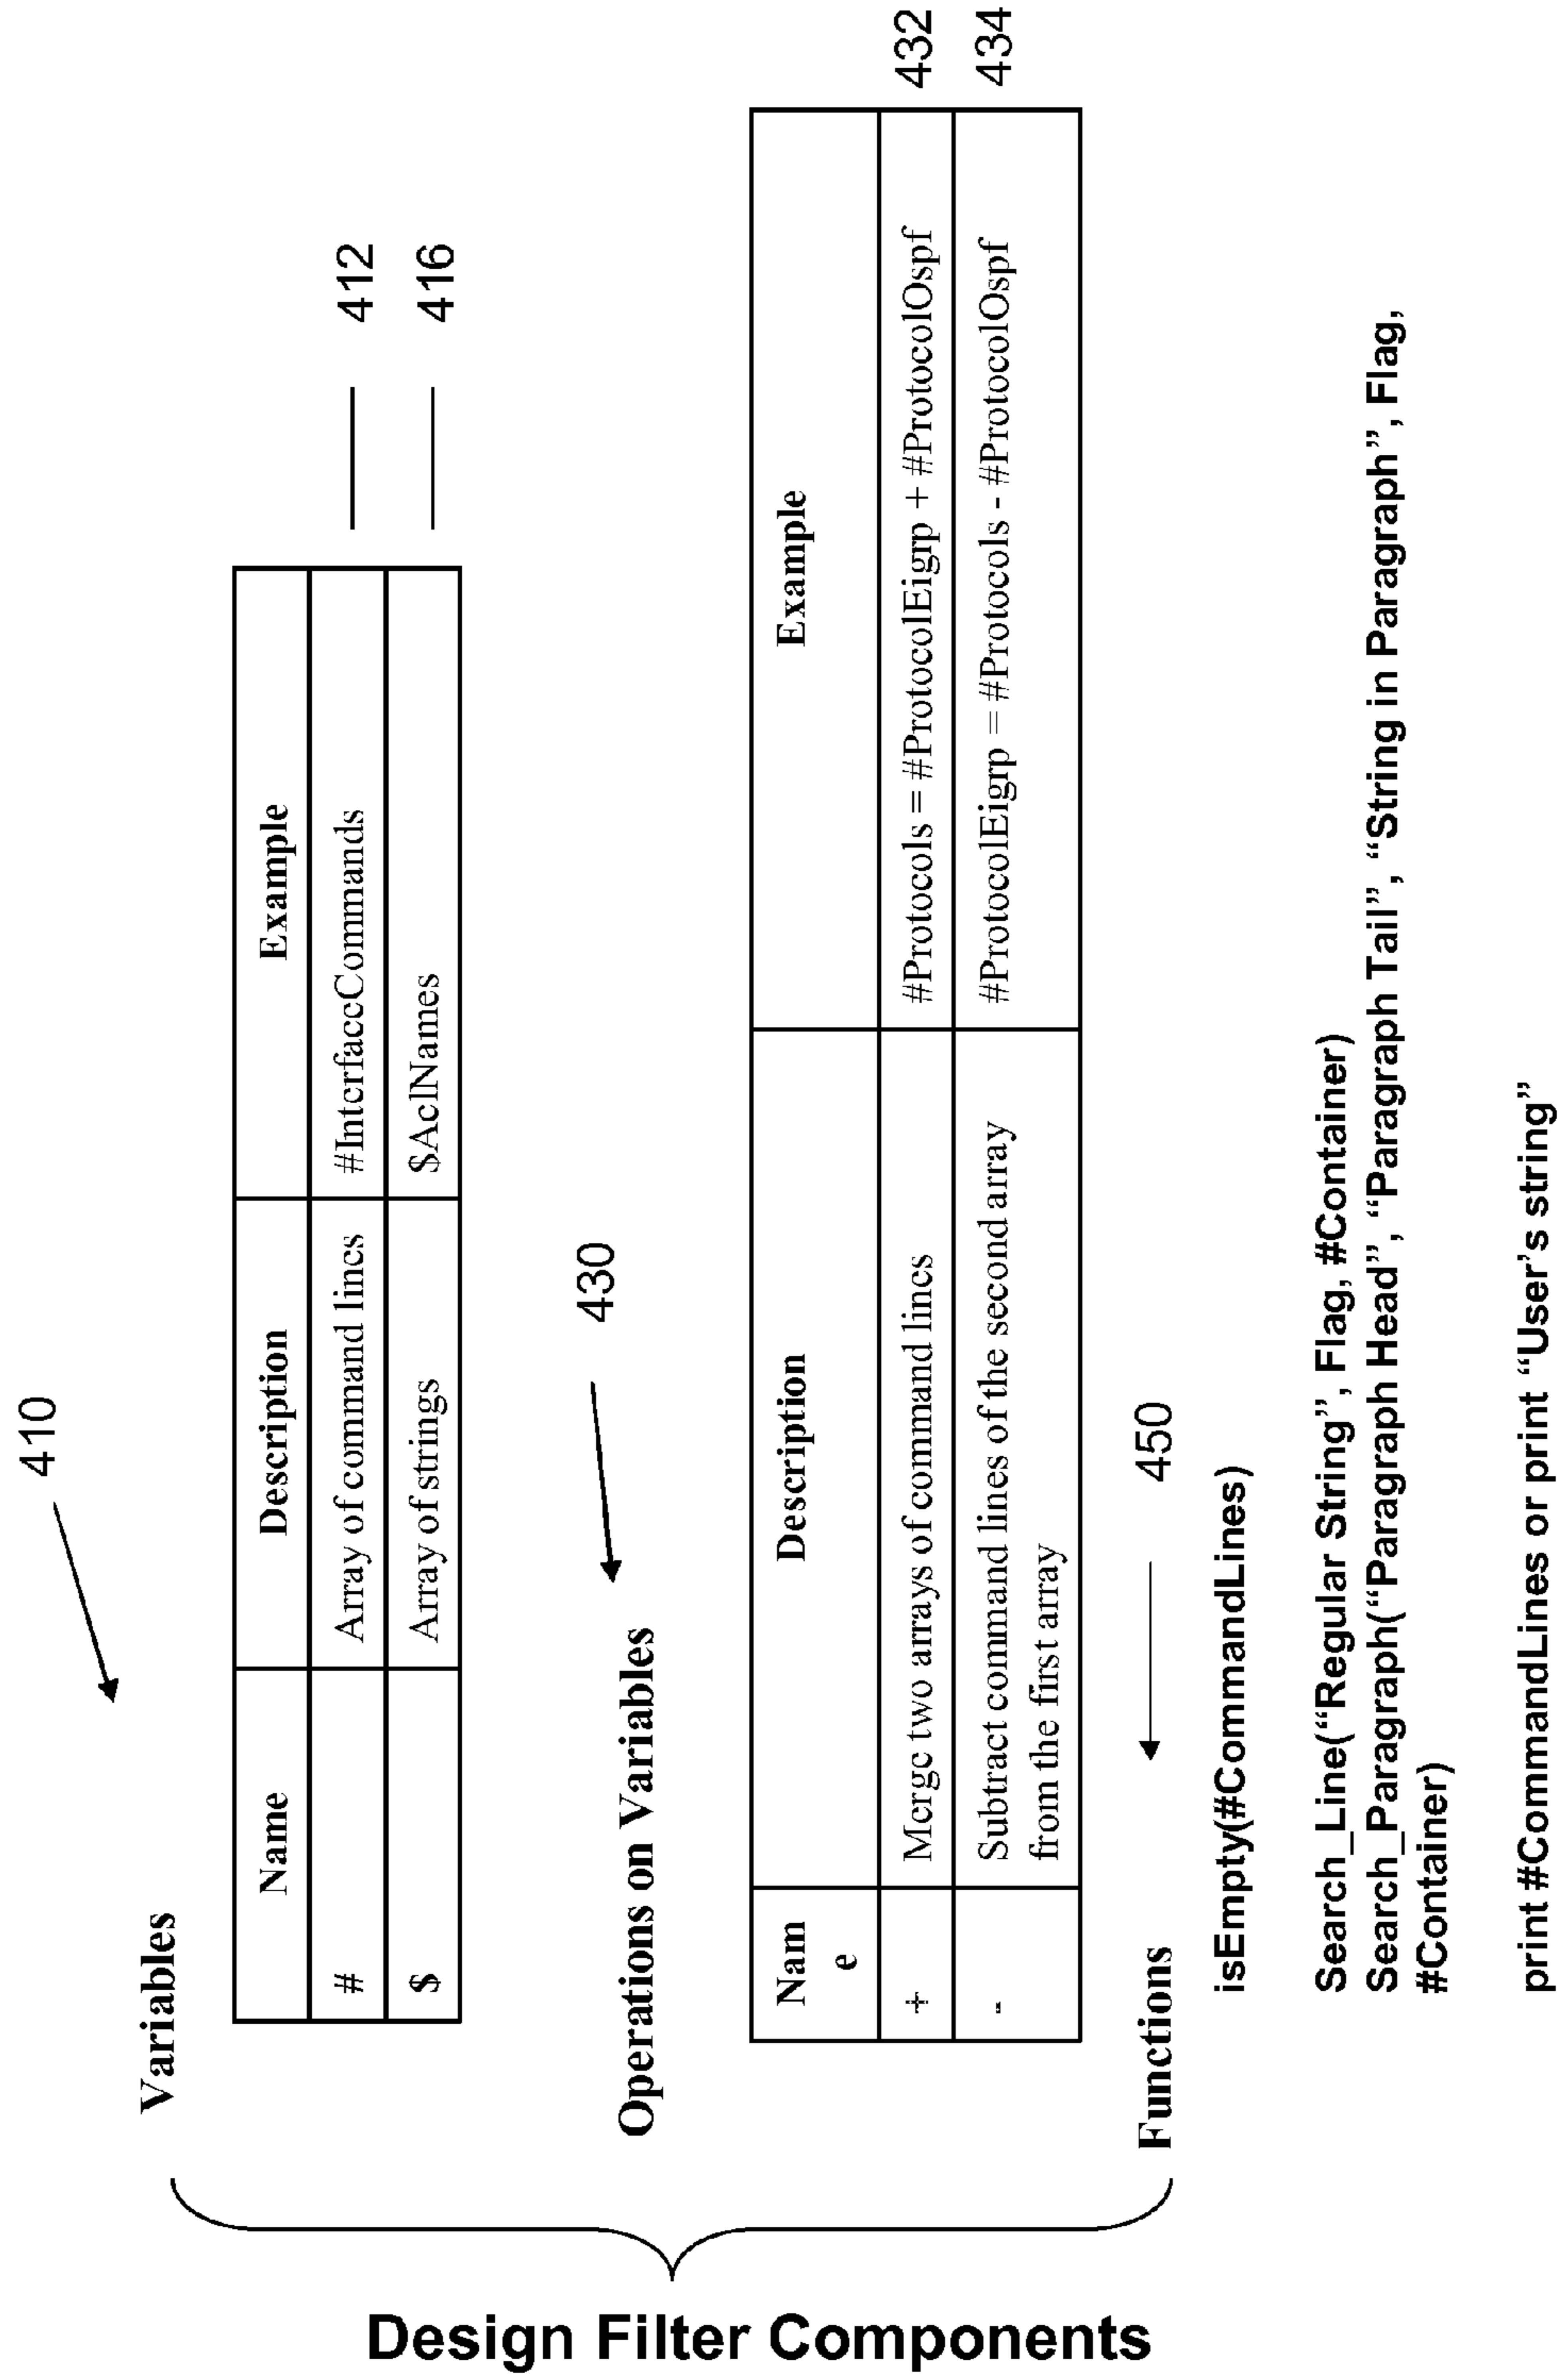 Design Filter Components
410
Variables
Name Description Example
# Array of command lines #InterfaceCommands 412
$ Array of strings $AclNames 416
430
Operations on Variables
Nam
e
Description Example
+ Merge two arrays of command lines #Protocols = #ProtocolEigrp + #ProtocolOspf 432
- Subtract command lines of the second array #ProtocolEigrp = #Protocols - #ProtocolOspf 434
from the first array
Functions 450
isEmpty(#CommandLines)
Search_Line(“Regular String”, Flag, #Container)
Search_Paragraph(“Paragraph Head”, “Paragraph Tail”, “String in Paragraph”, Flag,
#Container)
print #CommandLines or print “User’s string”